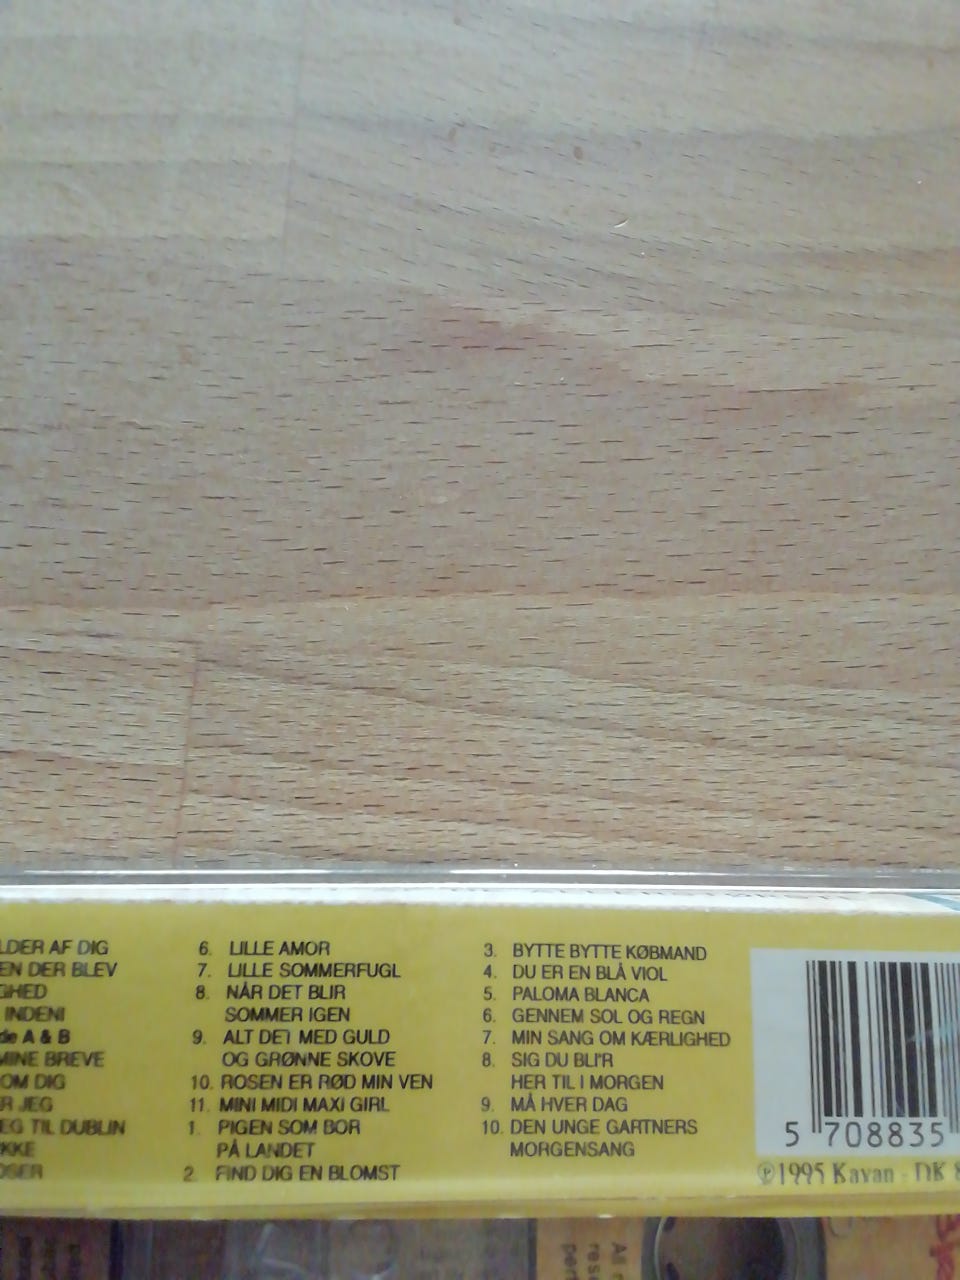 LDER AF DIG
EN DER BLEV
GHED
INDENI
de A & B
MINE BREVE
OM DIG
R JEG
EG TIL DUBLIN
KKE
OSER
6. LILLE AMOR
7. LILLE SOMMERFUGL
8. NÅR DET BLIR
SOMMER IGEN
9. ALT DET MED GULD
OG GRØNNE SKOVE
10. ROSEN ER RØD MIN VEN
11. MINI MIDI MAXI GIRL
1. PIGEN SOM BOR
PÅ LANDET
2. FIND DIG EN BLOMST
3. BYTTE BYTTE KØBMAND
4. DU ER EN BLÅ VIOL
5. PALOMA BLANCA
6. GENNEM SOL OG REGN
7. MIN SANG OM KÆRLIGHED
8. SIG DU BLI'R
HER TIL I MORGEN
9. MÅ HVER DAG
10. DEN UNGE GARTNERS
MORGENSANG
5 708835
℗1995 Kavan - DK 8